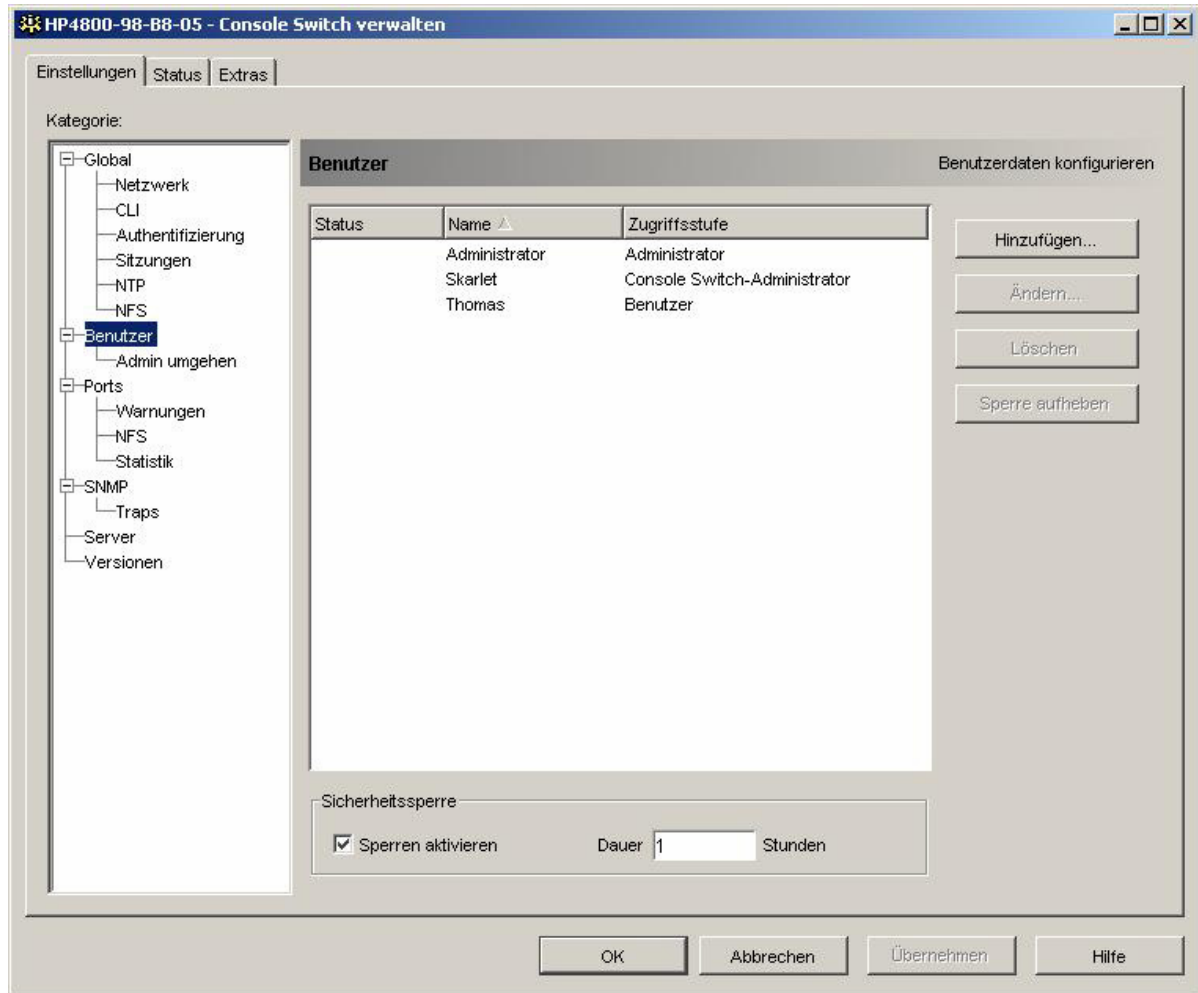 HP4800-98-B8-05 - Console Switch verwalten
Einstellungen Status Extras
Kategorie:
Global
Netzwerk
CLI
Authentifizierung
Sitzungen
NTP
NFS
Benutzer
Admin umgehen
Ports
Warnungen
NFS
Statistik
SNMP
Traps
Server
Versionen
Benutzer Benutzerdaten konfigurieren
Status Name Zugriffsstufe
Administrator Administrator
Skarlet Console Switch-Administrator
Thomas Benutzer
Hinzufügen...
Ändern...
Löschen
Sperre aufheben
Sicherheitssperre
Sperren aktivieren Dauer 1 Stunden
OK Abbrechen Übernehmen Hilfe